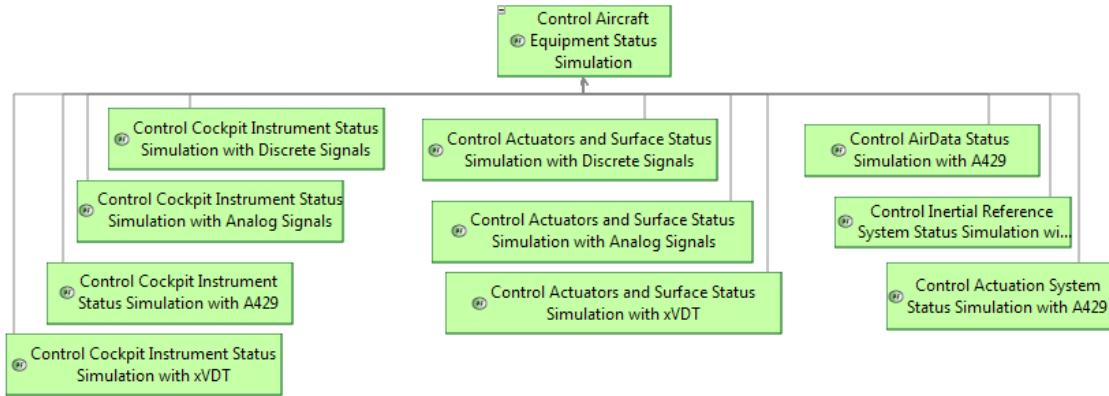 Control Aircraft
Equipment Status
Simulation
Control Cockpit Instrument Status
Simulation with Discrete Signals
Control Cockpit Instrument Status
Simulation with Analog Signals
Control Cockpit Instrument
Status Simulation with A429
Control Cockpit Instrument Status
Simulation with xVDT
Control Actuators and Surface Status
Simulation with Discrete Signals
Control Actuators and Surface Status
Simulation with Analog Signals
Control Actuators and Surface Status
Simulation with xVDT
Control AirData Status
Simulation with A429
Control Inertial Reference
System Status Simulation wi...
Control Actuation System
Status Simulation with A429